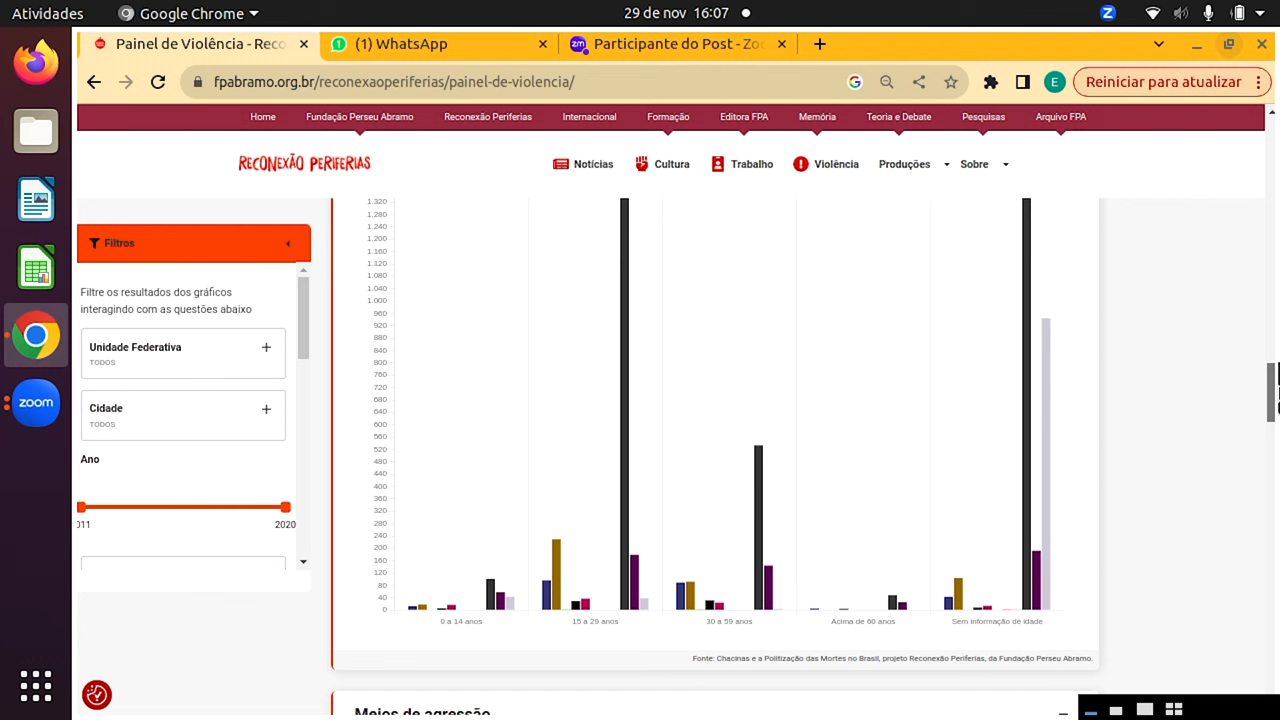 Atividades
Google Chrome
29 de nov 16:07
Painel de Violência - Reco
(1) WhatsApp
Participante do Post - Zo
fpabramo.org.br/reconexaoperiferias/painel-de-violencia/
E
Reiniciar para atualizar
Home
Fundação Perseu Abramo
Reconexão Periferias
Internacional
Formação
Editora FPA
Memória
Teoria e Debate
Pesquisas
Arquivo FPA
RECONEXÃO PERIFERIAS
Notícias
Cultura
Trabalho
Violência
Produções
Sobre
Filtros
Filtre os resultados dos gráficos
interagindo com as questões abaixo
Unidade Federativa
TODOS
Cidade
TODOS
Ano
2020
zoom
1.320
1.280
1.240
1.200
1.160
1.120
1.080
1.040
1.000
960
920
880
840
800
760
720
680
640
600
560
520
480
440
400
360
320
280
240
200
160
120
80
40
0
0 a 14 anos
15 a 29 anos
30 a 59 anos
Acima de 60 anos
Sem informação de idade
Fonte: Chacinas e a Politização das Mortes no Brasil, projeto Reconexão Periferias, da Fundação Perseu Abramo.
Meios de agressão